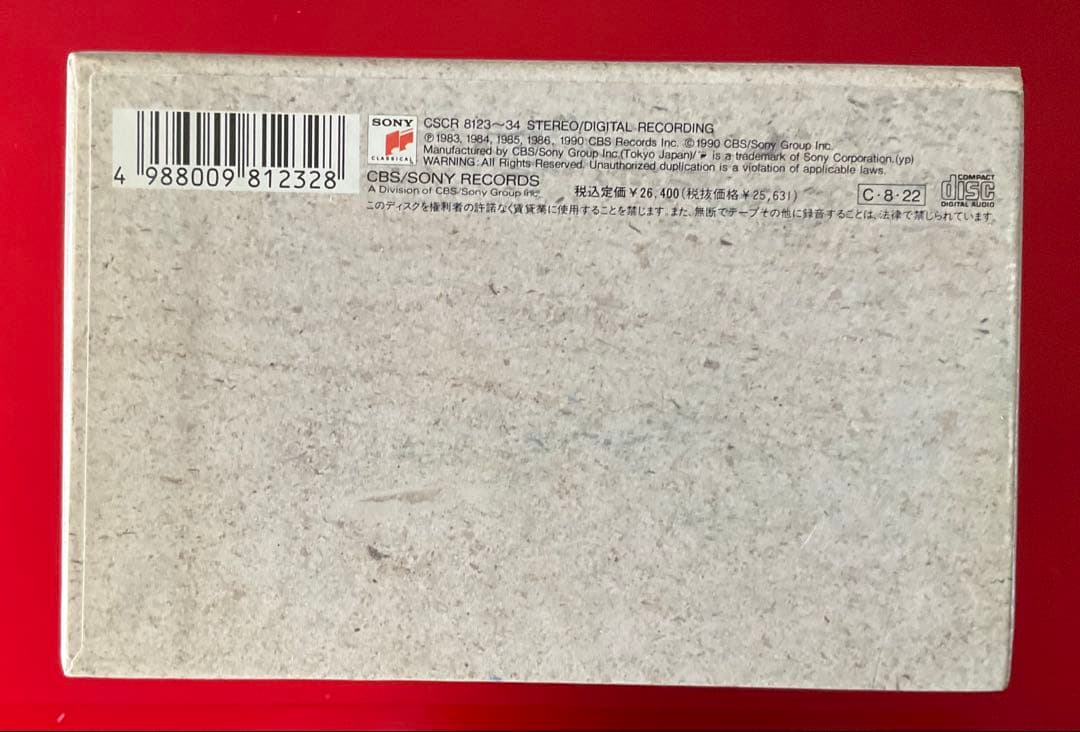 4 988009 812328
SONY
CLASSICAL
CSCR 8123〜34 STEREO/DIGITAL RECORDING
Ⓟ1983, 1984, 1985, 1986, 1990 CBS Records Inc. ©1990 CBS/Sony Group Inc.
Manufactured by CBS/Sony Group Inc.(Tokyo Japan)/ is a trademark of Sony Corporation.(yp)
WARNING: All Rights Reserved. Unauthorized duplication is a violation of applicable laws.
CBS/SONY RECORDS
A Division of CBS/Sony Group Inc.
税込定価￥26,400(税抜価格￥25,631)
C・8・22
COMPACT
disc
DIGITAL AUDIO
このディスクを権利者の許諾なく賃貸業に使用することを禁じます。また、無断でテープその他に録音することは、法律で禁じられています。